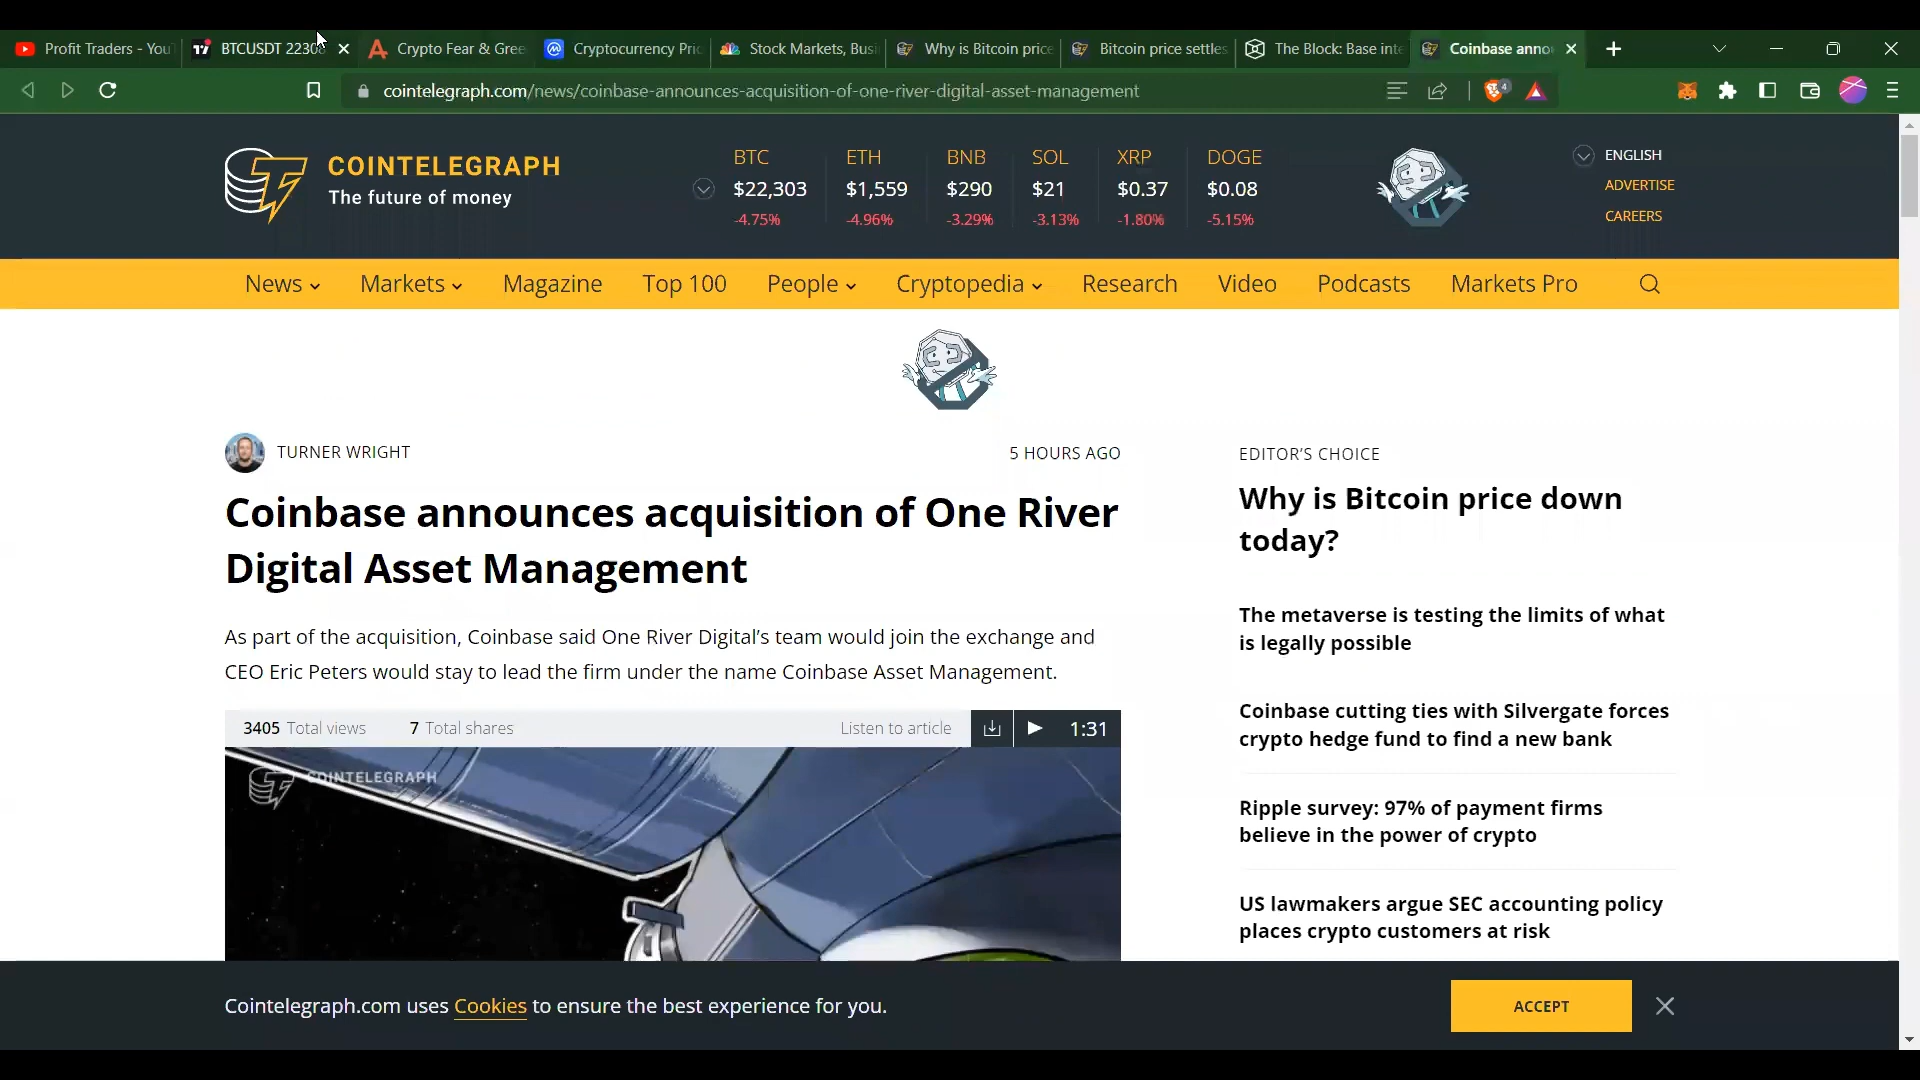 Profit Traders - You
BTCUSDT 2230
Crypto Fear & Gree
Cryptocurrency Pric
Stock Markets, Busi
Why is Bitcoin price
Bitcoin price settles
The Block: Base inte
Coinbase anno
cointelegraph.com/news/coinbase-announces-acquisition-of-one-river-digital-asset-management
4
COINTELEGRAPH
The future of money
BTC ETH BNB SOL XRP DOGE
$22,303 $1,559 $290 $21 $0.37 $0.08
-4.75% -4.96% -3.29% -3.13% -1.80% -5.15%
ENGLISH
ADVERTISE
CAREERS
News Markets Magazine Top 100 People Cryptopedia Research Video Podcasts Markets Pro
TURNER WRIGHT
5 HOURS AGO
Coinbase announces acquisition of One River
Digital Asset Management
As part of the acquisition, Coinbase said One River Digital's team would join the exchange and
CEO Eric Peters would stay to lead the firm under the name Coinbase Asset Management.
3405 Total views 7 Total shares Listen to article 1:31
COINTELEGRAPH
EDITOR'S CHOICE
Why is Bitcoin price down
today?
The metaverse is testing the limits of what
is legally possible
Coinbase cutting ties with Silvergate forces
crypto hedge fund to find a new bank
Ripple survey: 97% of payment firms
believe in the power of crypto
US lawmakers argue SEC accounting policy
places crypto customers at risk
Cointelegraph.com uses Cookies to ensure the best experience for you.
ACCEPT